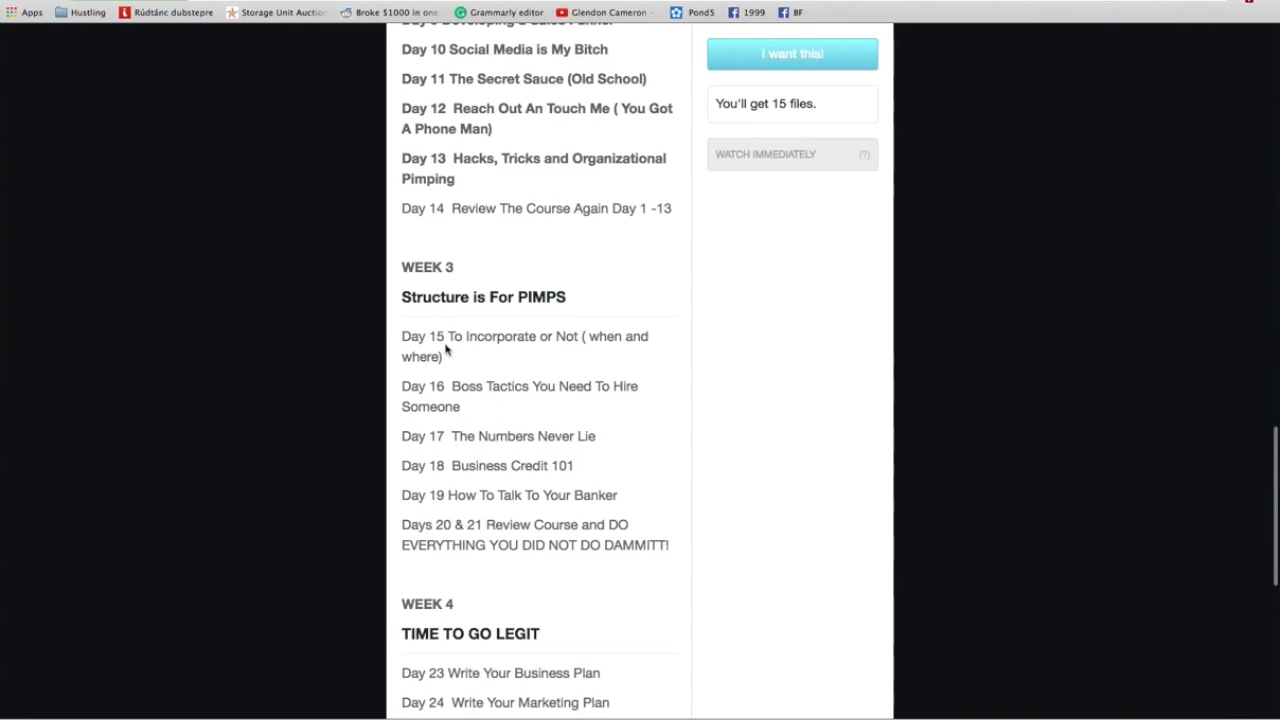 Apps Hustling Rúdtánc dubstepre Storage Unit Auctio Broke $1000 in one Grammarly editor Glendon Cameron - Pond5 1999 BF
Day 10 Social Media is My Bitch
Day 11 The Secret Sauce (Old School)
Day 12 Reach Out An Touch Me ( You Got
A Phone Man)
Day 13 Hacks, Tricks and Organizational
Pimping
Day 14 Review The Course Again Day 1 -13
WEEK 3
Structure is For PIMPS
Day 15 To Incorporate or Not ( when and
where)
Day 16 Boss Tactics You Need To Hire
Someone
Day 17 The Numbers Never Lie
Day 18 Business Credit 101
Day 19 How To Talk To Your Banker
Days 20 & 21 Review Course and DO
EVERYTHING YOU DID NOT DO DAMMITT!
WEEK 4
TIME TO GO LEGIT
Day 23 Write Your Business Plan
Day 24 Write Your Marketing Plan
I want this!
You'll get 15 files.
WATCH IMMEDIATELY (?)